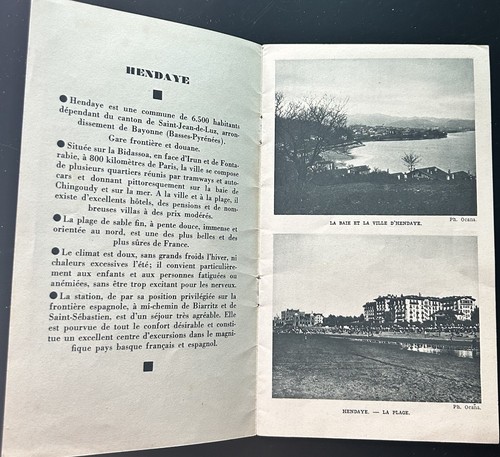 HENDAYE
● Hendaye est une commune de 6.500 habitants
dépendant du canton de Saint-Jean-de-Luz, arron-
dissement de Bayonne (Basses-Pyrénées).
Gare frontière et douane.
● Située sur la Bidassoa, en face d'Irun et de Fonta-
rabie, à 800 kilomètres de Paris, la ville se compose
de plusieurs quartiers réunis par tramways et auto-
cars et donnant pittoresquement sur la baie de
Chingoudy et sur la mer. A la ville et à la plage, il
existe d'excellents hôtels, des pensions et de nom-
breuses villas à des prix modérés.
● La plage de sable fin, à pente douce, immense et
orientée au nord, est une des plus belles et des
plus sûres de France.
● Le climat est doux, sans grands froids l'hiver, ni
chaleurs excessives l'été; il convient particulière-
ment aux enfants et aux personnes fatiguées ou
anémiées, sans être trop excitant pour les nerveux.
● La station, de par sa position privilégiée sur la
frontière espagnole, à mi-chemin de Biarritz et de
Saint-Sébastien, est d'un séjour très agréable. Elle
est pourvue de tout le confort désirable et consti-
tue un excellent centre d'excursions dans le magni-
fique pays basque français et espagnol.
LA BAIE ET LA VILLE D'HENDAYE.
Ph. Ocaña.
HENDAYE. — LA PLAGE.
Ph. Ocaña.